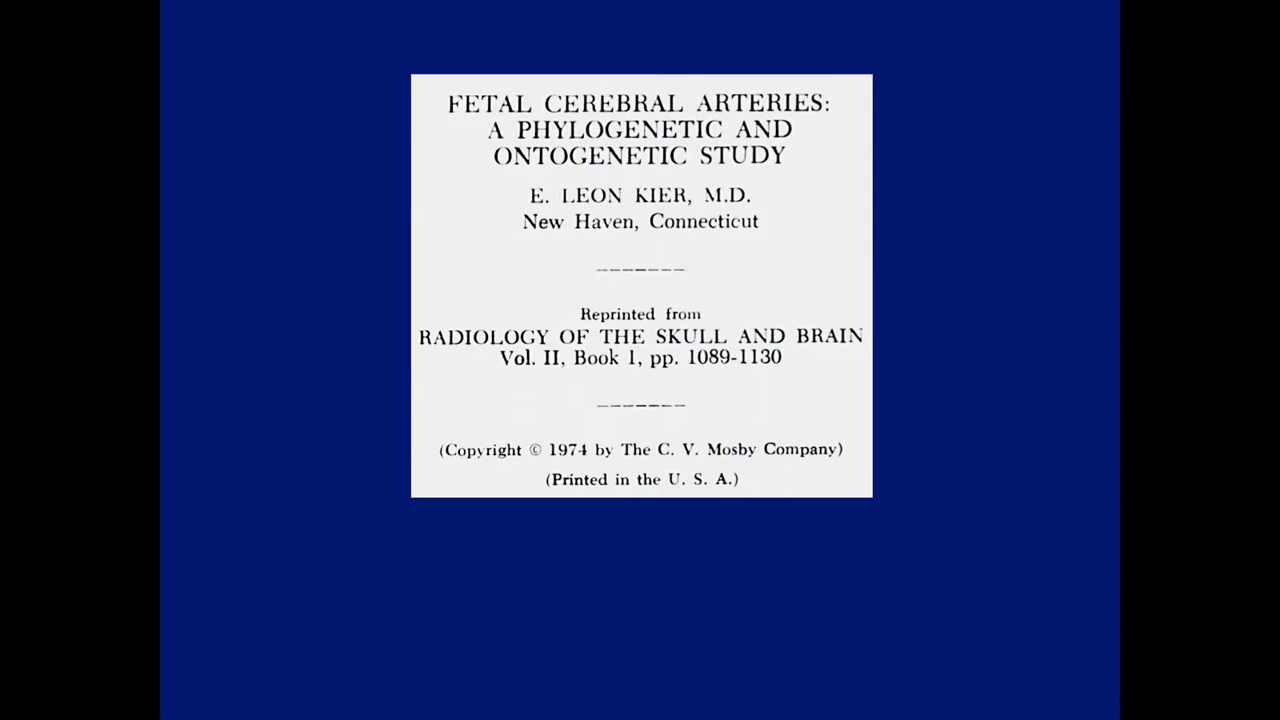 FETAL CEREBRAL ARTERIES:
A PHYLOGENETIC AND
ONTOGENETIC STUDY
E. LEON KIER, M.D.
New Haven, Connecticut
Reprinted from
RADIOLOGY OF THE SKULL AND BRAIN
Vol. II, Book 1, pp. 1089-1130
(Copyright © 1974 by The C. V. Mosby Company)
(Printed in the U. S. A.)